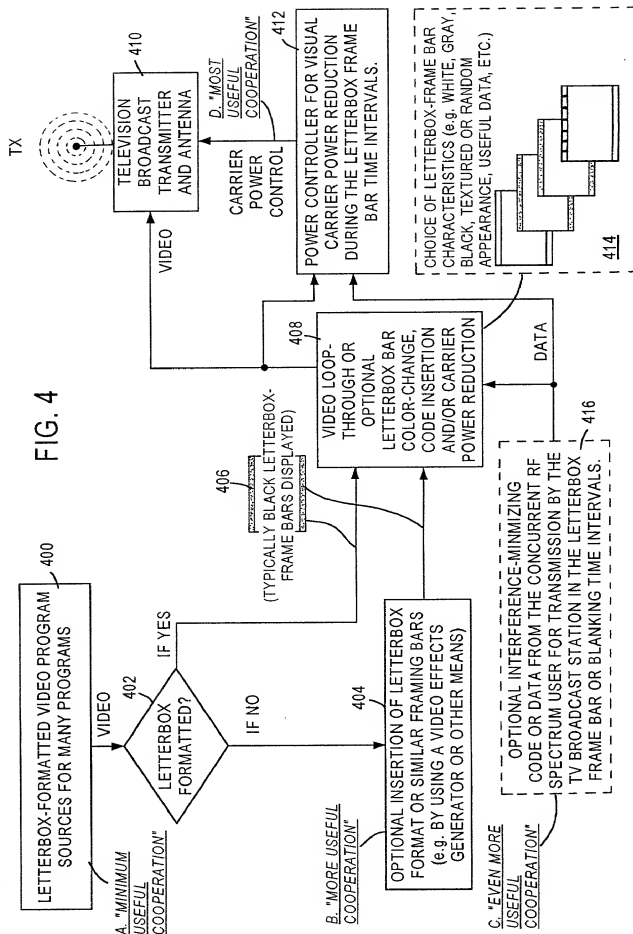 FIG. 4
400
LETTERBOX-FORMATTED VIDEO PROGRAM
SOURCES FOR MANY PROGRAMS
A. "MINIMUM
USEFUL
COOPERATION"
VIDEO
402
LETTERBOX
FORMATTED?
IF YES
IF NO
406
(TYPICALLY BLACK LETTERBOX-
FRAME BARS DISPLAYED)
B. "MORE USEFUL
COOPERATION"
404
OPTIONAL INSERTION OF LETTERBOX
FORMAT OR SIMILAR FRAMING BARS
(e.g. BY USING A VIDEO EFFECTS
GENERATOR OR OTHER MEANS)
C. "EVEN MORE
USEFUL
COOPERATION"
OPTIONAL INTERFERENCE-MINMIZING
CODE OR DATA FROM THE CONCURRENT RF
SPECTRUM USER FOR TRANSMISSION BY THE
TV BROADCAST STATION IN THE LETTERBOX
FRAME BAR OR BLANKING TIME INTERVALS.
416
DATA
408
VIDEO LOOP-
THROUGH OR
OPTIONAL
LETTERBOX BAR
COLOR-CHANGE,
CODE INSERTION
AND/OR CARRIER
POWER REDUCTION
VIDEO
TX
410
TELEVISION
BROADCAST
TRANSMITTER
AND ANTENNA
CARRIER
POWER
CONTROL
D. "MOST
USEFUL
COOPERATION"
412
POWER CONTROLLER FOR VISUAL
CARRIER POWER REDUCTION
DURING THE LETTERBOX FRAME
BAR TIME INTERVALS.
CHOICE OF LETTERBOX-FRAME BAR
CHARACTERISTICS (e.g. WHITE, GRAY,
BLACK, TEXTURED OR RANDOM
APPEARANCE, USEFUL DATA, ETC.)
414